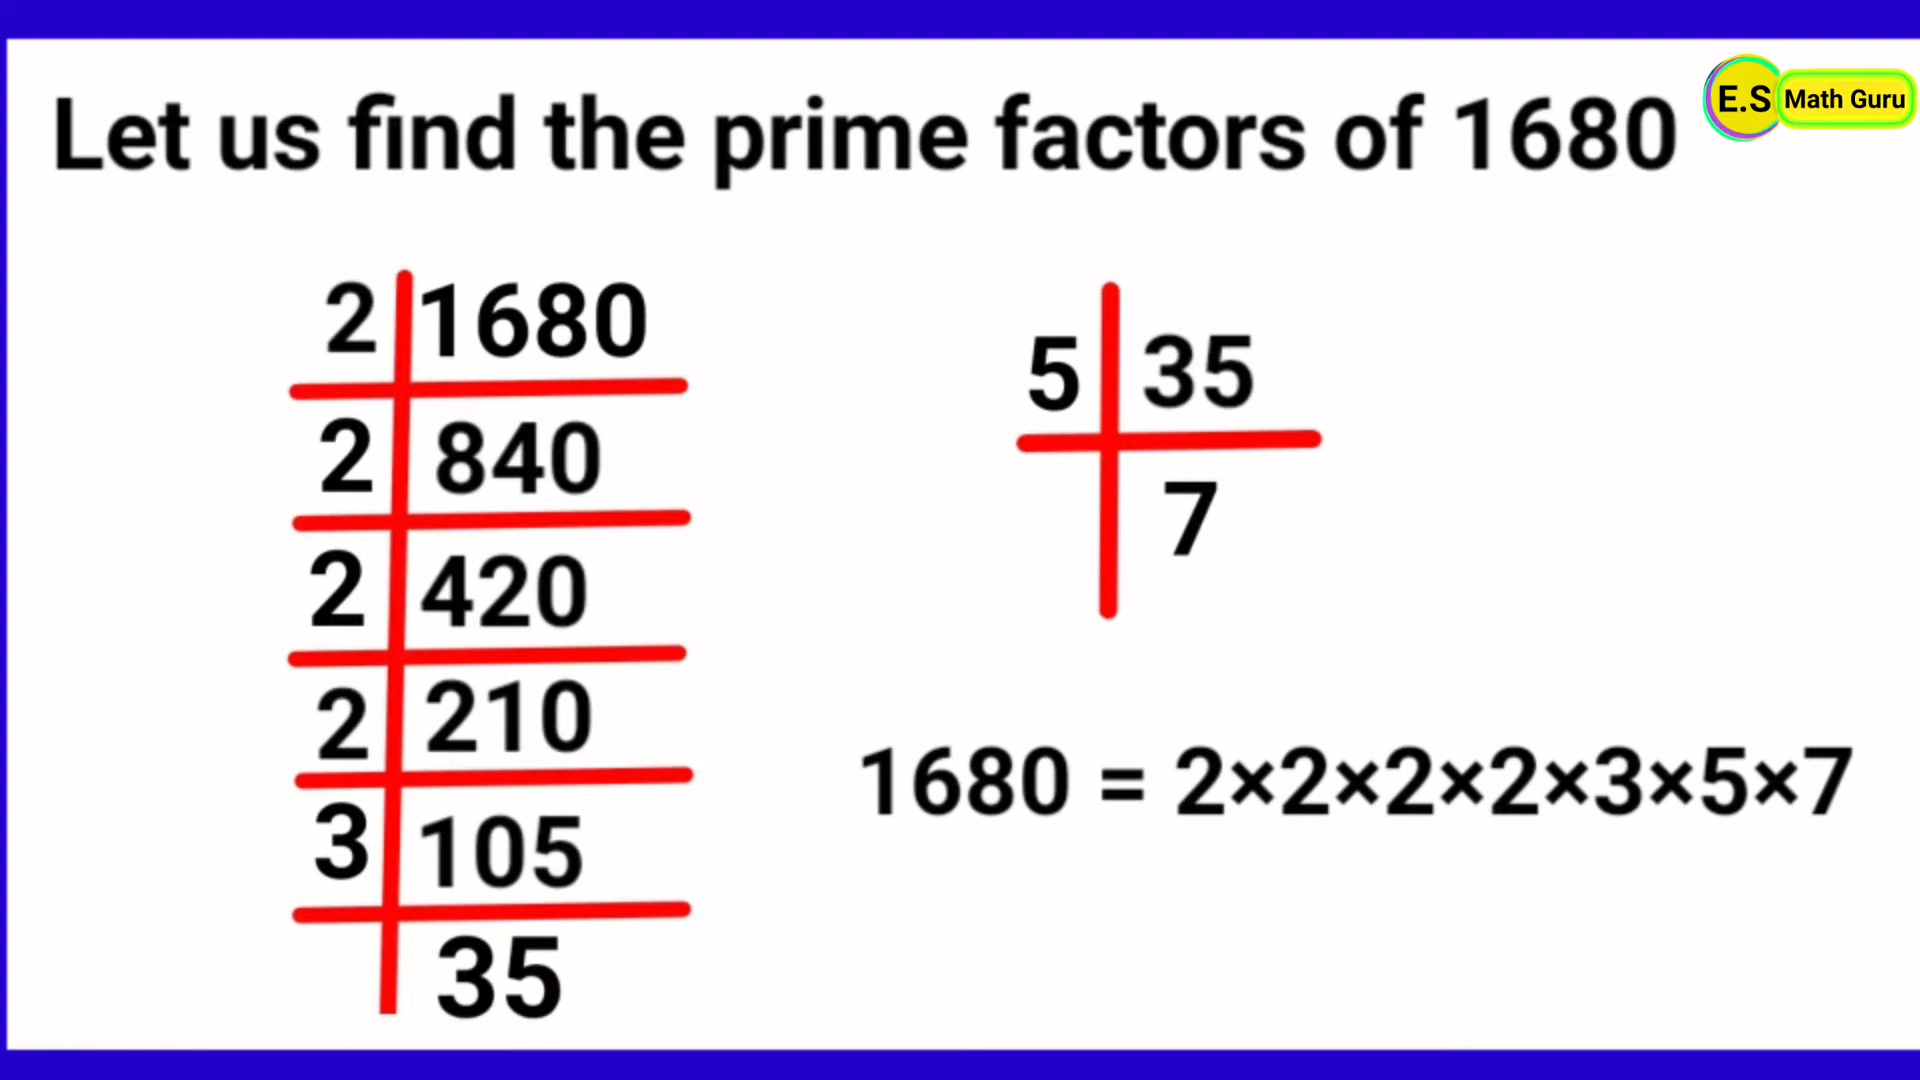 Let us find the prime factors of 1680
E.S Math Guru
2 1680
2 840
2 420
2 210
3 105
35
5 35
7
1680 = 2×2×2×2×3×5×7